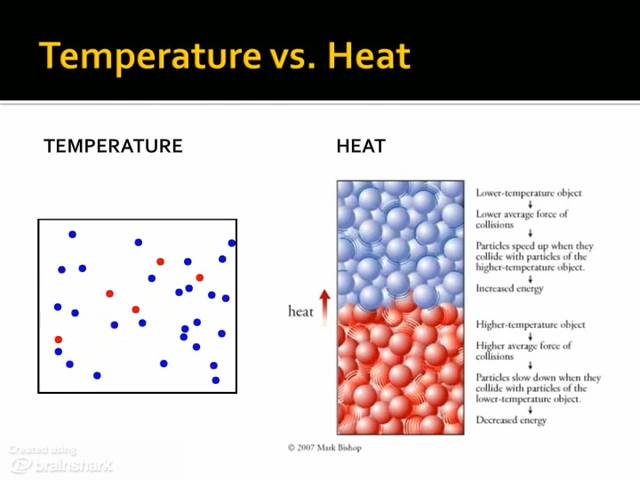 Temperature vs. Heat
TEMPERATURE
HEAT
heat
Lower-temperature object
Lower average force of
collisions
Particles speed up when they
collide with particles of the
higher-temperature object.
Increased energy
Higher-temperature object
Higher average force of
collisions
Particles slow down when they
collide with particles of the
lower-temperature object.
Decreased energy
© 2007 Mark Bishop
Created using
brainshark